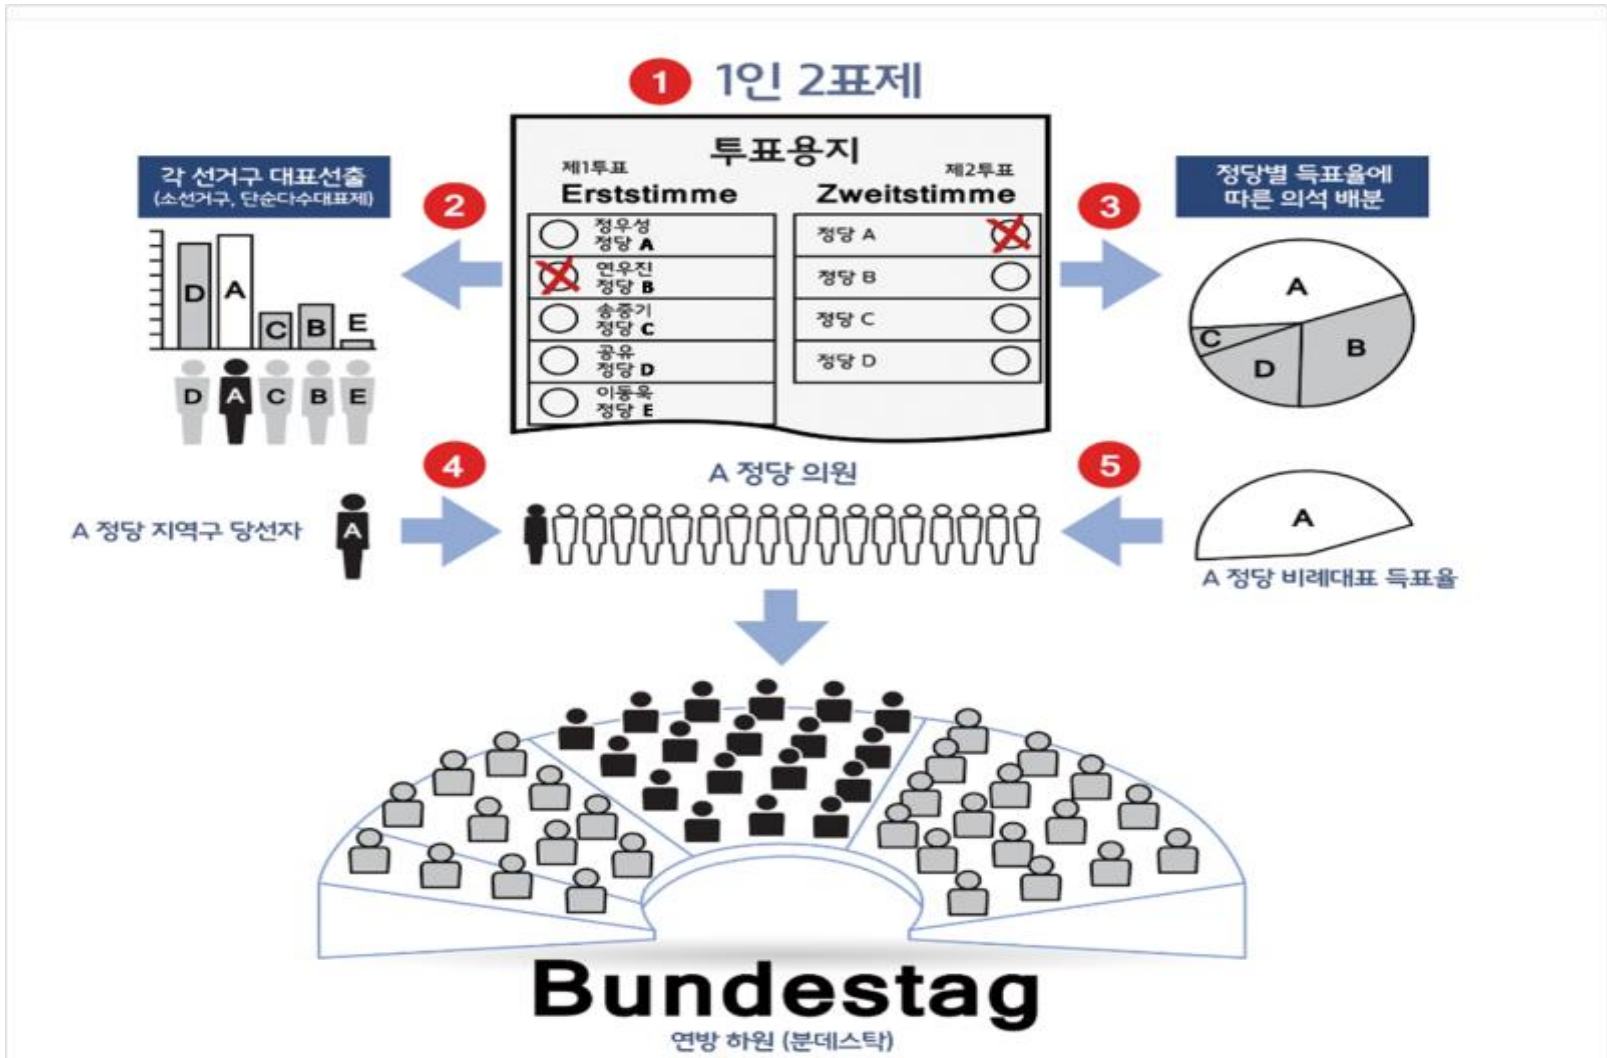 1 1인 2표제
투표용지
제1투표
제2투표
Erststimme
Zweitstimme
정우성
정당 A
연우진
정당 B
송중기
정당 C
공유
정당 D
이동욱
정당 E
정당 A
정당 B
정당 C
정당 D
각 선거구 대표선출
(소선거구, 단순다수대표제)
2
D A C B E
D A C B E
3
정당별 득표율에
따른 의석 배분
A
B
C
D
4
A 정당 지역구 당선자
A
A 정당 의원
5
A
A 정당 비례대표 득표율
Bundestag
연방 하원 (분데스탁)